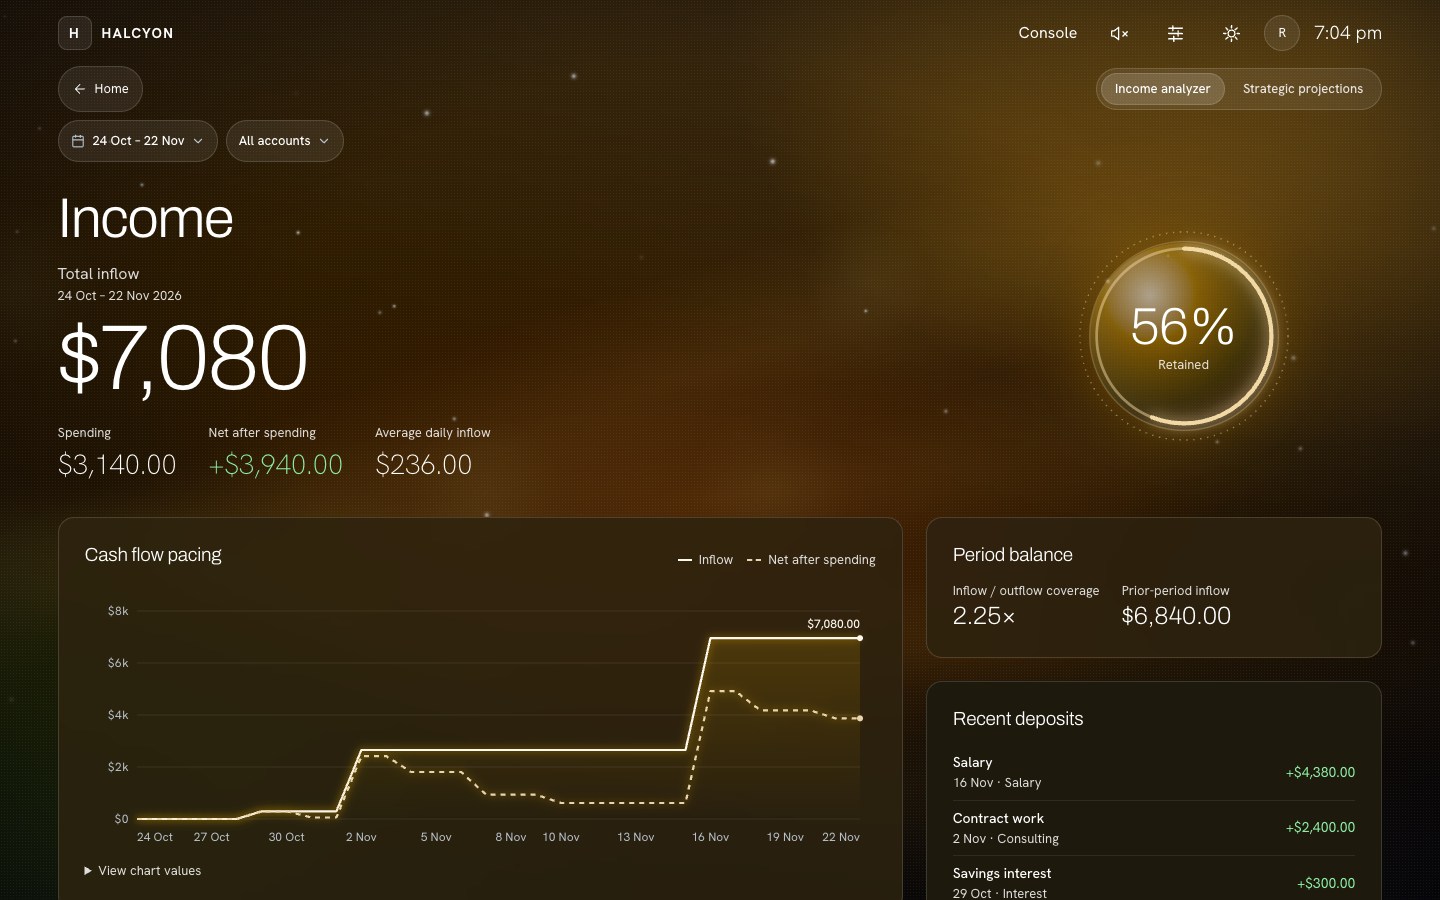 H HALCYON
Console
R
7:04 pm
Home
Income analyzer
Strategic projections
24 Oct – 22 Nov
All accounts
Income
Total inflow
24 Oct – 22 Nov 2026
$7,080
Spending
$3,140.00
Net after spending
+$3,940.00
Average daily inflow
$236.00
56%
Retained
Cash flow pacing
Inflow
Net after spending
$8k
$6k
$4k
$2k
$0
$7,080.00
24 Oct 27 Oct 30 Oct 2 Nov 5 Nov 8 Nov 10 Nov 13 Nov 16 Nov 19 Nov 22 Nov
View chart values
Period balance
Inflow / outflow coverage
2.25×
Prior-period inflow
$6,840.00
Recent deposits
Salary
16 Nov · Salary
+$4,380.00
Contract work
2 Nov · Consulting
+$2,400.00
Savings interest
29 Oct · Interest
+$300.00